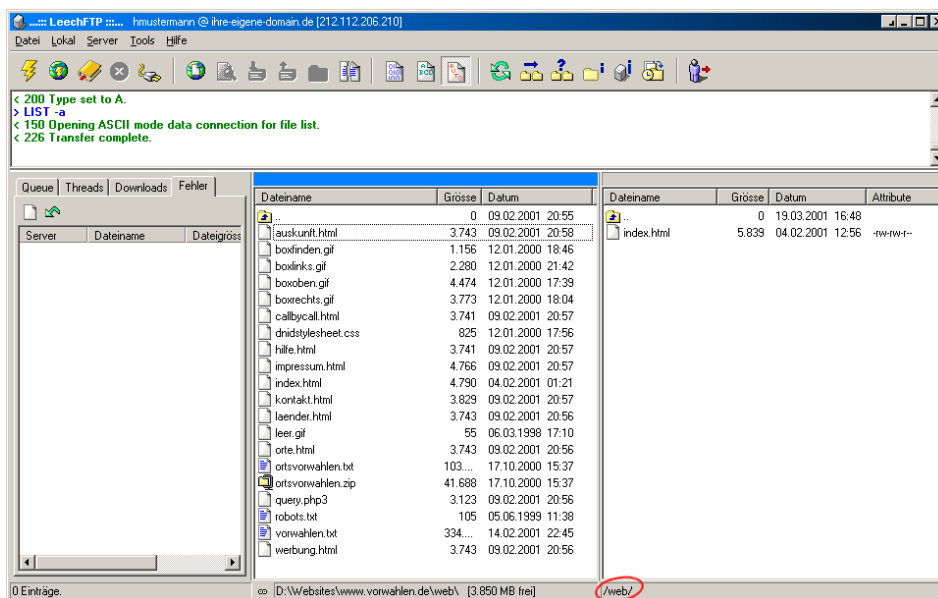 ...::: LeechFTP :::... hmustermann @ ihre-eigene-domain.de [212.112.206.210]
Datei Lokal Server Tools Hilfe
< 200 Type set to A.
> LIST -a
< 150 Opening ASCII mode data connection for file list.
< 226 Transfer complete.
Queue Threads Downloads Fehler
Server Dateiname Dateigröss
0 Einträge.
Dateiname Grösse Datum
.. 0 09.02.2001 20:55
auskunft.html 3.743 09.02.2001 20:58
boxfinden.gif 1.156 12.01.2000 18:46
boxlinks.gif 2.280 12.01.2000 21:42
boxoben.gif 4.474 12.01.2000 17:39
boxrechts.gif 3.773 12.01.2000 18:04
callbycall.html 3.741 09.02.2001 20:57
dnidstylesheet.css 825 12.01.2000 17:56
hilfe.html 3.741 09.02.2001 20:57
impressum.html 4.766 09.02.2001 20:57
index.html 4.790 04.02.2001 01:21
kontakt.html 3.829 09.02.2001 20:57
laender.html 3.743 09.02.2001 20:56
leer.gif 55 06.03.1998 17:10
orte.html 3.743 09.02.2001 20:56
ortsvorwahlen.txt 103.... 17.10.2000 15:37
ortsvorwahlen.zip 41.688 17.10.2000 15:37
query.php3 3.123 09.02.2001 20:56
robots.txt 105 05.06.1999 11:38
vorwahlen.txt 334.... 14.02.2001 22:45
werbung.html 3.743 09.02.2001 20:56
D:\Websites\www.vorwahlen.de\web\ [3.850 MB frei]
Dateiname Grösse Datum Attribute
.. 0 19.03.2001 16:48
index.html 5.839 04.02.2001 12:56 -rw-rw-r--
/web/